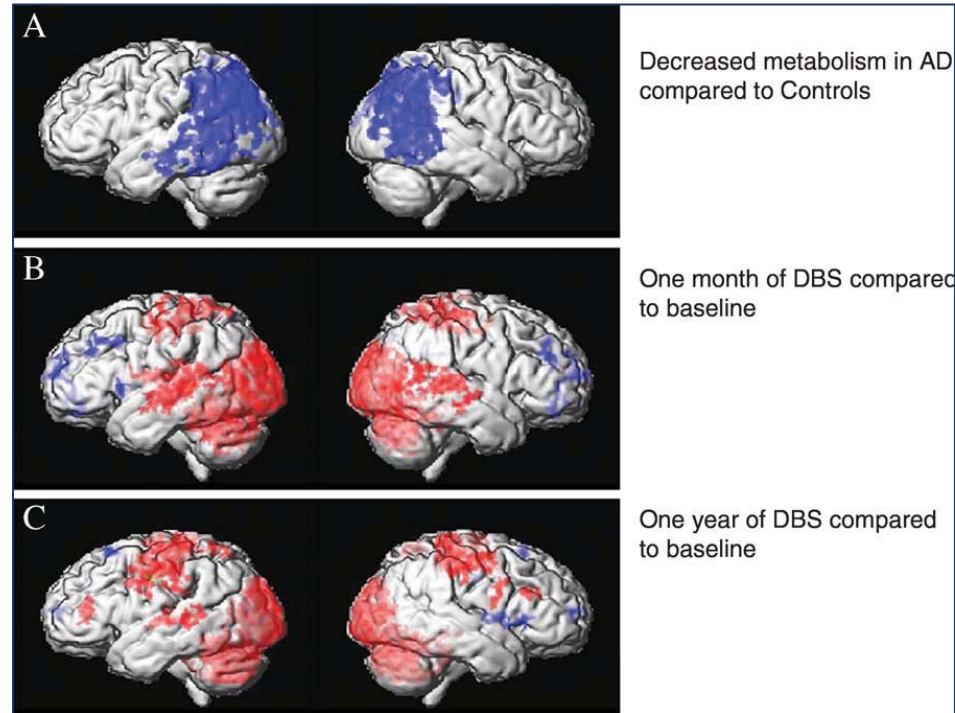 A
Decreased metabolism in AD
compared to Controls
B
One month of DBS compared
to baseline
C
One year of DBS compared
to baseline